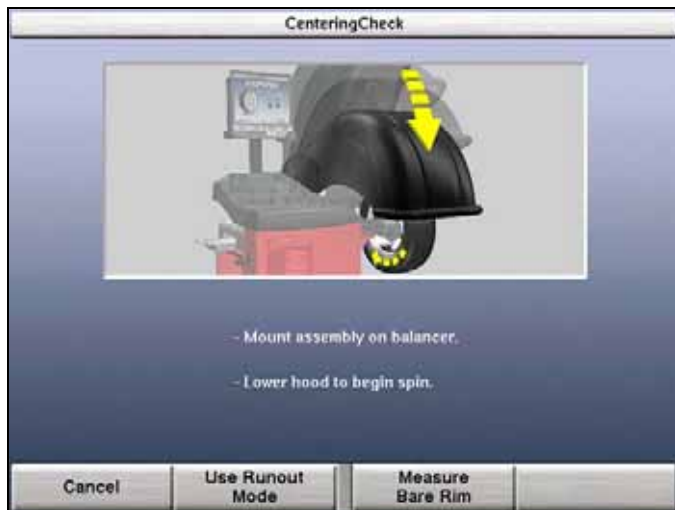 CenteringCheck
- Mount assembly on balancer.
- Lower hood to begin spin.
Cancel
Use Runout
Mode
Measure
Bare Rim